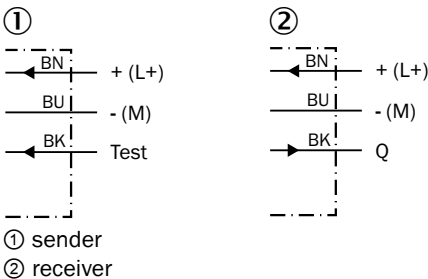 ① ②
BN + (L+) BN + (L+)
BU - (M) BU - (M)
BK Test BK Q
① sender
② receiver